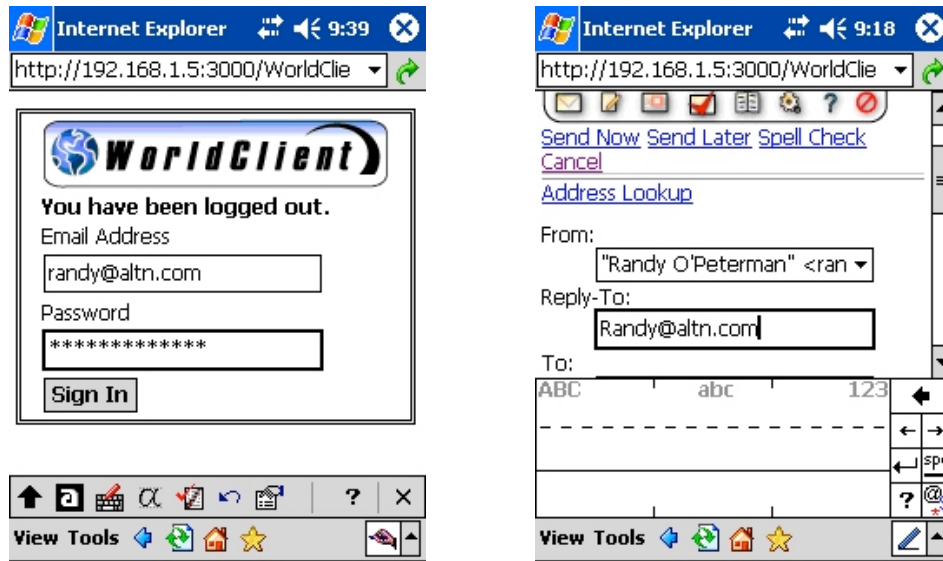 Internet Explorer 9:39
http://192.168.1.5:3000/WorldClie
WorldClient
You have been logged out.
Email Address
randy@altn.com
Password
*************
Sign In
a α ?
View Tools
Internet Explorer 9:18
http://192.168.1.5:3000/WorldClie
?
Send Now Send Later Spell Check
Cancel
Address Lookup
From:
"Randy O'Peterman" <ran
Reply-To:
Randy@altn.com
To:
ABC abc 123
? @
View Tools